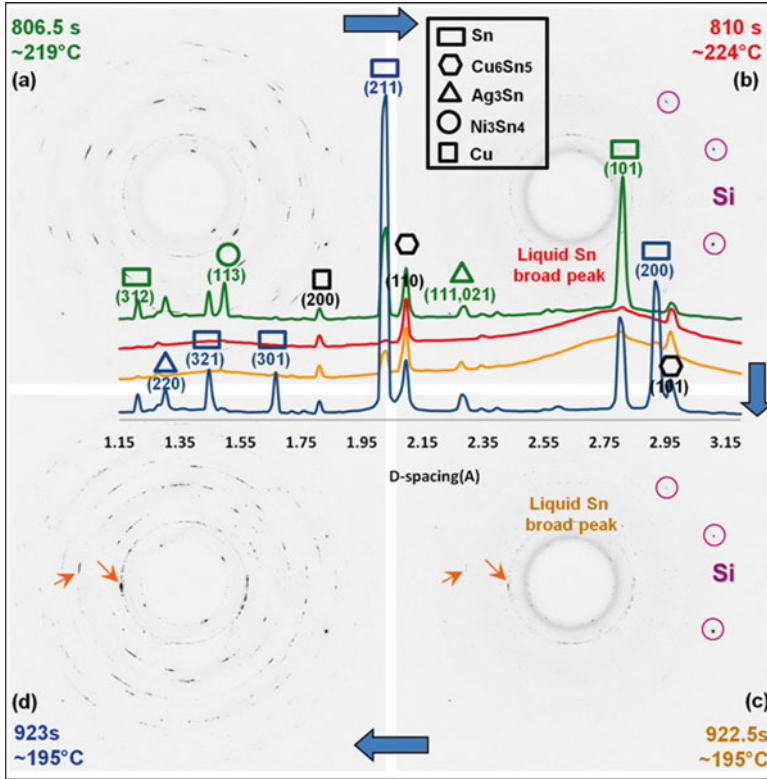 806.5 s
~219°C
(a)
Sn
Cu6Sn5
Ag3Sn
Ni3Sn4
Cu
810 s
~224°C
(b)
(211)
(101)
Si
Liquid Sn
broad peak
(312)
(113)
(200)
(110)
(111,021)
(200)
(220)
(321)
(301)
(101)
1.15 1.35 1.55 1.75 1.95 2.15 2.35 2.55 2.75 2.95 3.15
D-spacing(A)
Liquid Sn
broad peak
Si
(d)
923s
~195°C
(c)
922.5s
~195°C